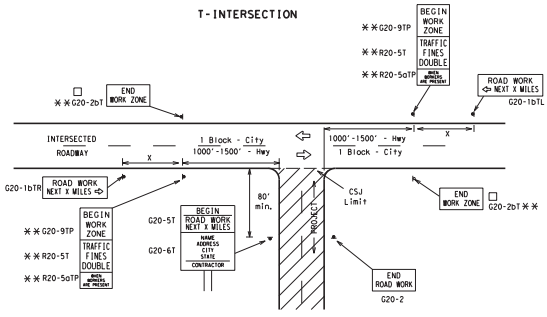 T-INTERSECTION
BEGIN
WORK
ZONE
✶✶G20-9TP
TRAFFIC
FINES
DOUBLE
✶✶R20-5T
WHEN
WORKERS
ARE PRESENT
✶✶R20-5aTP
ROAD WORK
⇦ NEXT X MILES
G20-1bTL
END
WORK ZONE
□
✶✶G20-2bT
INTERSECTED
ROADWAY
1 Block - City
1000'-1500' - Hwy
X
1000'-1500' - Hwy
1 Block - City
X
G20-1bTR
ROAD WORK
NEXT X MILES ⇨
BEGIN
WORK
ZONE
✶✶G20-9TP
TRAFFIC
FINES
DOUBLE
✶✶R20-5T
WHEN
WORKERS
ARE PRESENT
✶✶R20-5aTP
G20-5T
BEGIN
ROAD WORK
NEXT X MILES
G20-6T
NAME
ADDRESS
CITY
STATE
CONTRACTOR
80'
min.
PROJECT
CSJ
Limit
END
WORK ZONE
□
G20-2bT✶✶
END
ROAD WORK
G20-2